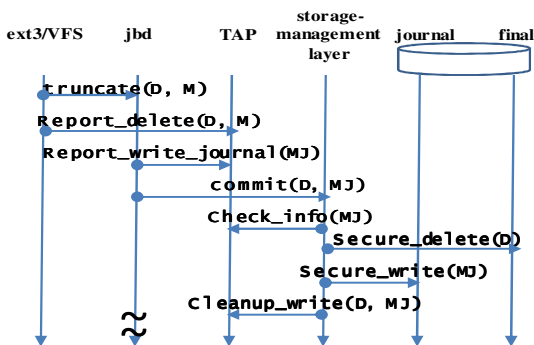 ext3/VFS
jbd
TAP
storage-
management
layer
journal
final
truncate(D, M)
Report_delete(D, M)
Report_write_journal(MJ)
commit(D, MJ)
Check_info(MJ)
Secure_delete(D)
Secure_write(MJ)
Cleanup_write(D, MJ)